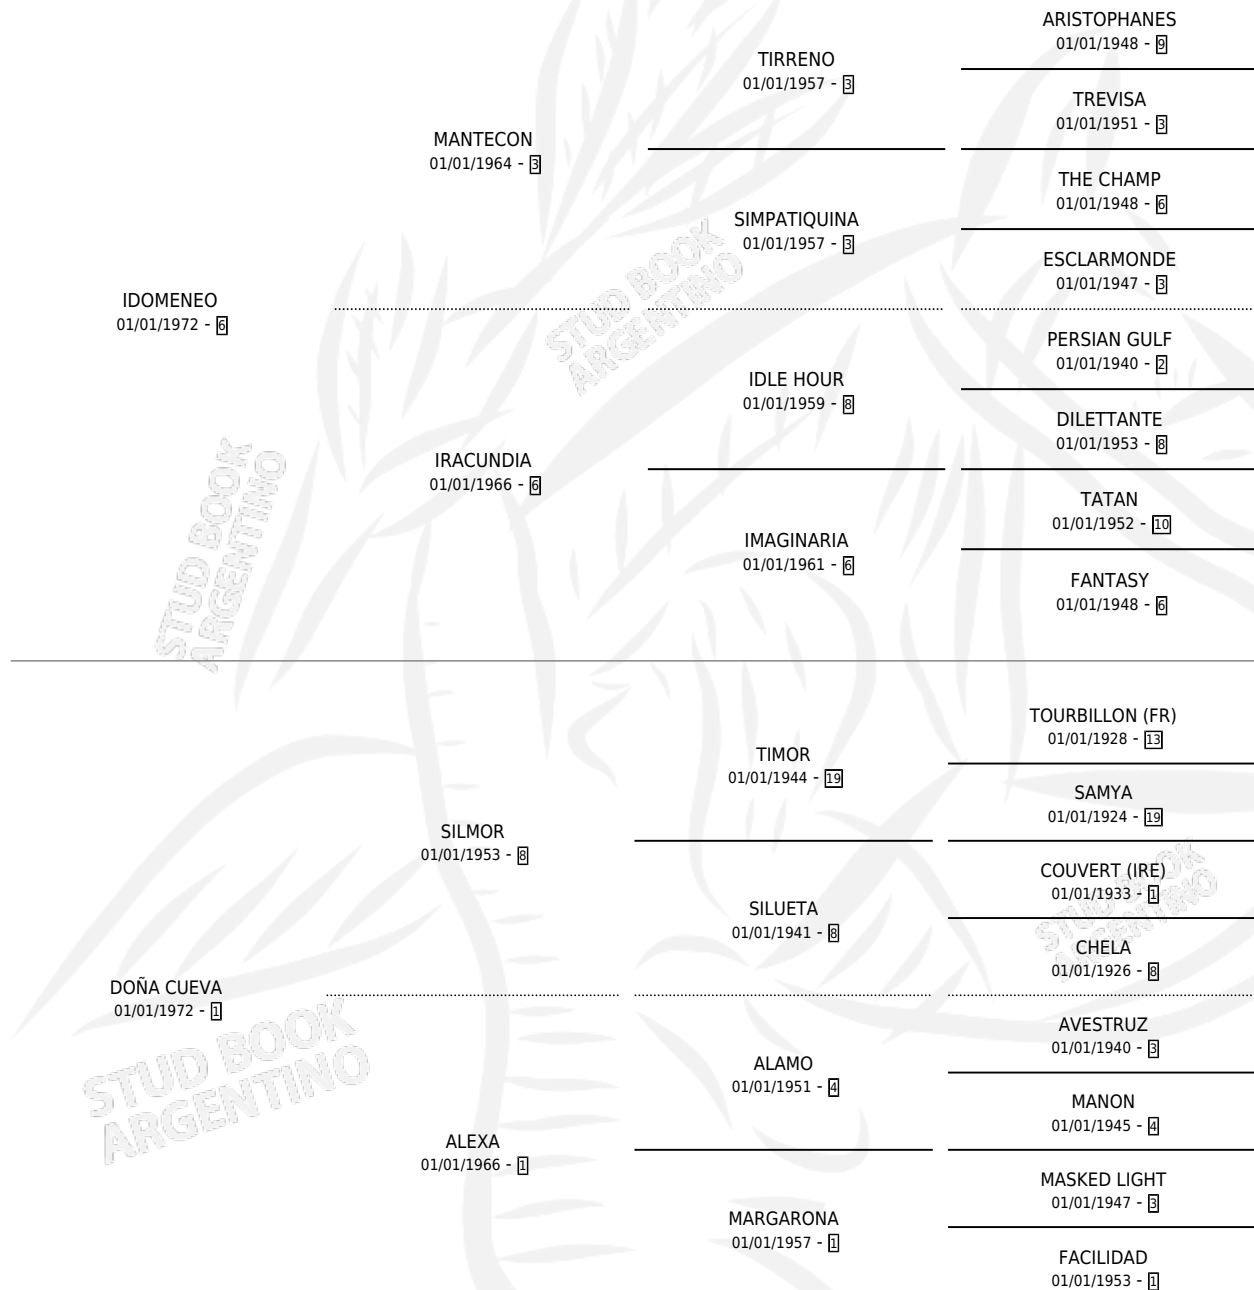 ARISTOPHANES
01/01/1948 - 9
TIRRENO
01/01/1957 - 3
TREVISA
01/01/1951 - 3
MANTECON
01/01/1964 - 3
THE CHAMP
01/01/1948 - 6
SIMPATIQUINA
01/01/1957 - 3
ESCLARMONDE
01/01/1947 - 3
IDOMENEO
01/01/1972 - 6
PERSIAN GULF
01/01/1940 - 2
IDLE HOUR
01/01/1959 - 8
DILETTANTE
01/01/1953 - 8
IRACUNDIA
01/01/1966 - 6
TATAN
01/01/1952 - 10
IMAGINARIA
01/01/1961 - 6
FANTASY
01/01/1948 - 6
TOURBILLON (FR)
01/01/1928 - 13
TIMOR
01/01/1944 - 19
SAMYA
01/01/1924 - 19
SILMOR
01/01/1953 - 8
COUVERT (IRE)
01/01/1933 - 1
SILUETA
01/01/1941 - 8
CHELA
01/01/1926 - 8
DOÑA CUEVA
01/01/1972 - 1
AVESTRUZ
01/01/1940 - 3
ALAMO
01/01/1951 - 4
MANON
01/01/1945 - 4
ALEXA
01/01/1966 - 1
MASKED LIGHT
01/01/1947 - 3
MARGARONA
01/01/1957 - 1
FACILIDAD
01/01/1953 - 1
STUD BOOK
ARGENTINO
STUD BOOK
ARGENTINO
STUD BOOK
ARGENTINO
STUD BOOK
ARGENTINO